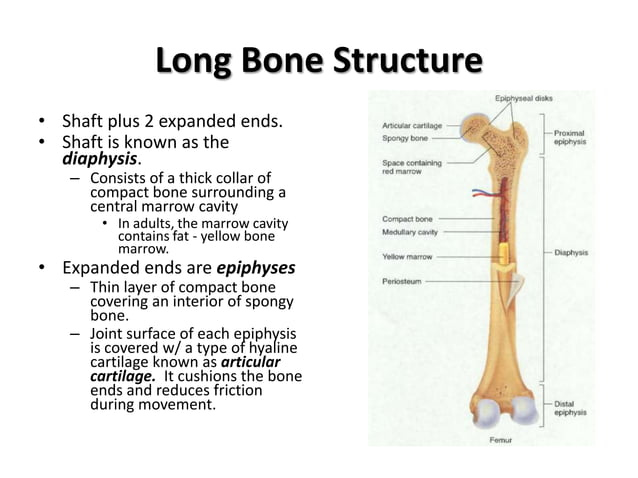 Long Bone Structure
• Shaft plus 2 expanded ends.
• Shaft is known as the
diaphysis.
– Consists of a thick collar of
compact bone surrounding a
central marrow cavity
• In adults, the marrow cavity
contains fat - yellow bone
marrow.
• Expanded ends are epiphyses
– Thin layer of compact bone
covering an interior of spongy
bone.
– Joint surface of each epiphysis
is covered w/ a type of hyaline
cartilage known as articular
cartilage. It cushions the bone
ends and reduces friction
during movement.
Epiphyseal disks
Articular cartilage
Spongy bone
Proximal
epiphysis
Space containing
red marrow
Compact bone
Medullary cavity
Yellow marrow
Diaphysis
Periosteum
Distal
epiphysis
Femur